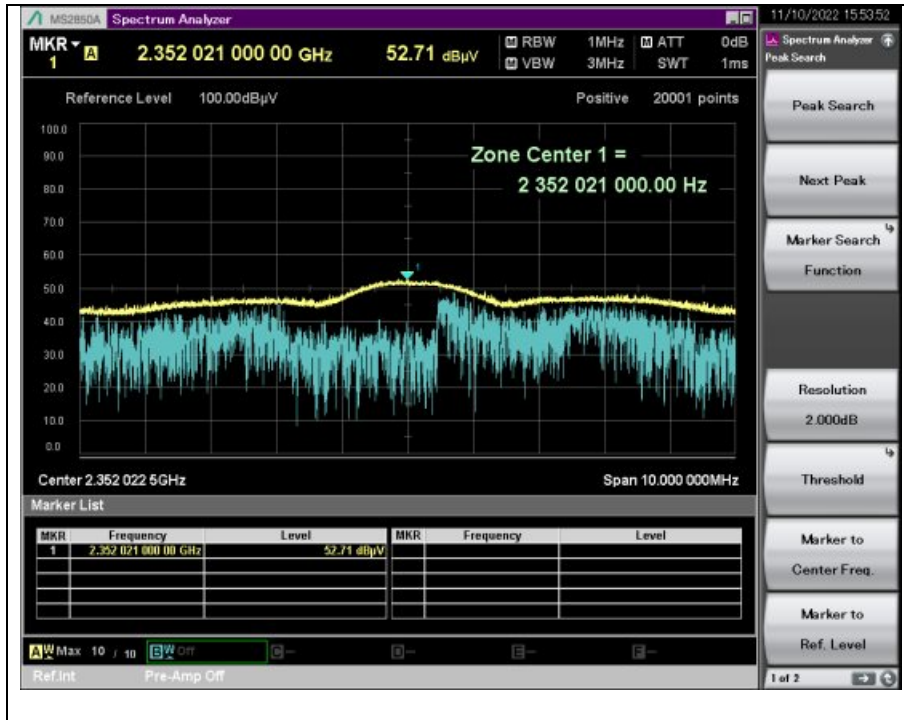 MS2850A Spectrum Analyzer
11/10/2022 15:53:52
MKR 1 A 2.352 021 000 00 GHz 52.71 dBµV
RBW 1MHz ATT 0dB
VBW 3MHz SWT 1ms
Spectrum Analyzer
Peak Search
Reference Level 100.00dBµV Positive 20001 points
100.0
90.0
80.0
70.0
60.0
50.0
40.0
30.0
20.0
10.0
0.0
Zone Center 1 =
2 352 021 000.00 Hz
1
Center 2.352 022 5GHz Span 10.000 000MHz
Marker List
MKR Frequency Level MKR Frequency Level
1 2.352 021 000 00 GHz 52.71 dBµV
A W Max 10 / 10 B W Off C- D- E- F-
Ref.Int Pre-Amp Off
Peak Search
Next Peak
Marker Search
Function
Resolution
2.000dB
Threshold
Marker to
Center Freq.
Marker to
Ref. Level
1 of 2